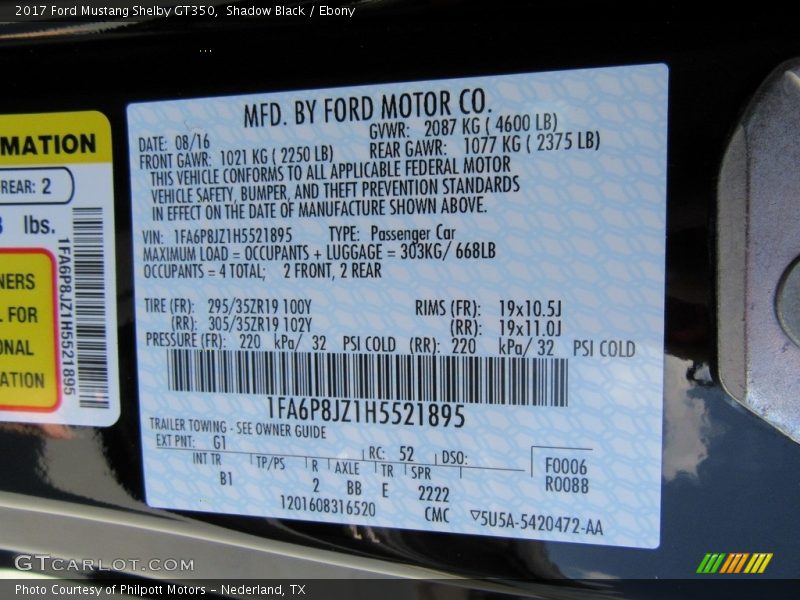 2017 Ford Mustang Shelby GT350, Shadow Black / Ebony
MATION
REAR: 2
lbs.
NERS
L FOR
ONAL
ATION
1FA6P8JZ1H5521895
MFD. BY FORD MOTOR CO.
DATE: 08/16 GVWR: 2087 KG ( 4600 LB)
FRONT GAWR: 1021 KG ( 2250 LB) REAR GAWR: 1077 KG ( 2375 LB)
THIS VEHICLE CONFORMS TO ALL APPLICABLE FEDERAL MOTOR
VEHICLE SAFETY, BUMPER, AND THEFT PREVENTION STANDARDS
IN EFFECT ON THE DATE OF MANUFACTURE SHOWN ABOVE.
VIN: 1FA6P8JZ1H5521895 TYPE: Passenger Car
MAXIMUM LOAD = OCCUPANTS + LUGGAGE = 303KG/ 668LB
OCCUPANTS = 4 TOTAL; 2 FRONT, 2 REAR
TIRE (FR): 295/35ZR19 100Y RIMS (FR): 19x10.5J
(RR): 305/35ZR19 102Y (RR): 19x11.0J
PRESSURE (FR): 220 kPa/ 32 PSI COLD (RR): 220 kPa/ 32 PSI COLD
1FA6P8JZ1H5521895
TRAILER TOWING - SEE OWNER GUIDE
EXT PNT: G1 RC: 52 DSO: F0006
INT TR TP/PS R AXLE TR SPR R0088
B1 2 BB E 2222
1201608316520 CMC ▽5U5A-5420472-AA
GTCARLOT.COM
Photo Courtesy of Philpott Motors – Nederland, TX